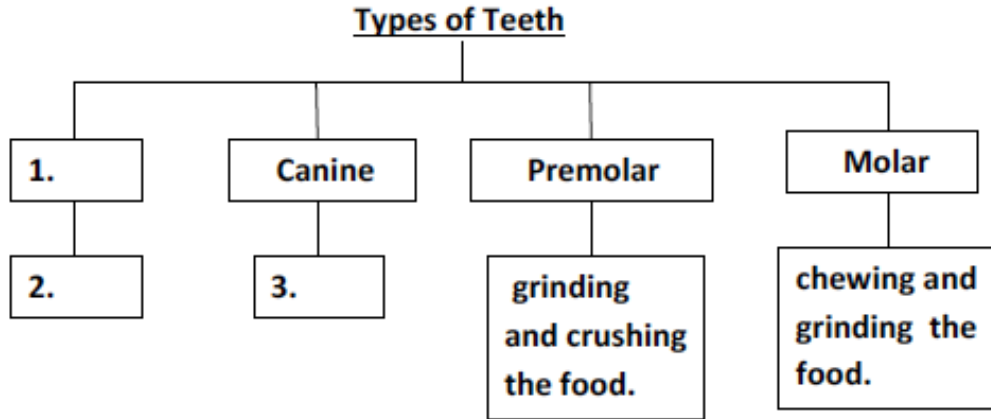 Types of Teeth
1.
Canine
Premolar
Molar
2.
3.
grinding
and crushing
the food.
chewing and
grinding the
food.